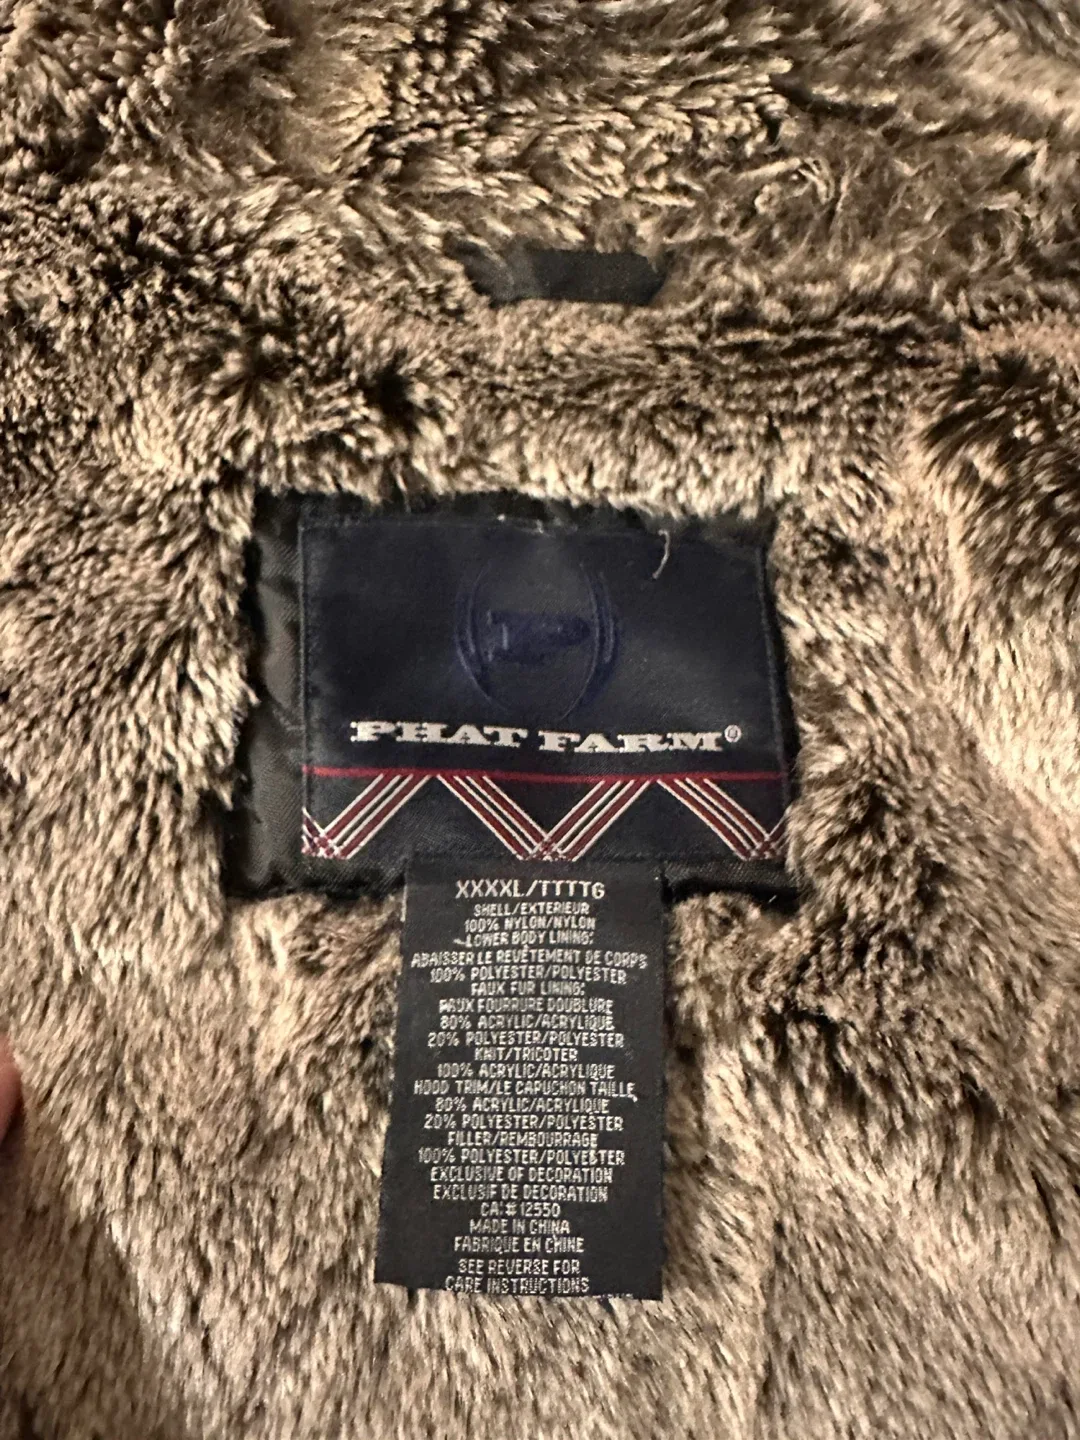 P
PHAT FARM®
XXXXL/TTTTG
SHELL/EXTERIEUR
100% NYLON/NYLON
LOWER BODY LINING:
ABAISSER LE REVÊTEMENT DE CORPS
100% POLYESTER/POLYESTER
FAUX FUR LINING:
FAUX FOURRURE DOUBLURE
80% ACRYLIC/ACRYLIQUE
20% POLYESTER/POLYESTER
KNIT/TRICOTER
100% ACRYLIC/ACRYLIQUE
HOOD TRIM/LE CAPUCHON TAILLE
80% ACRYLIC/ACRYLIQUE
20% POLYESTER/POLYESTER
FILLER/REMBOURRAGE
100% POLYESTER/POLYESTER
EXCLUSIVE OF DECORATION
EXCLUSIF DE DECORATION
CA:#12550
MADE IN CHINA
FABRIQUE EN CHINE
SEE REVERSE FOR
CARE INSTRUCTIONS